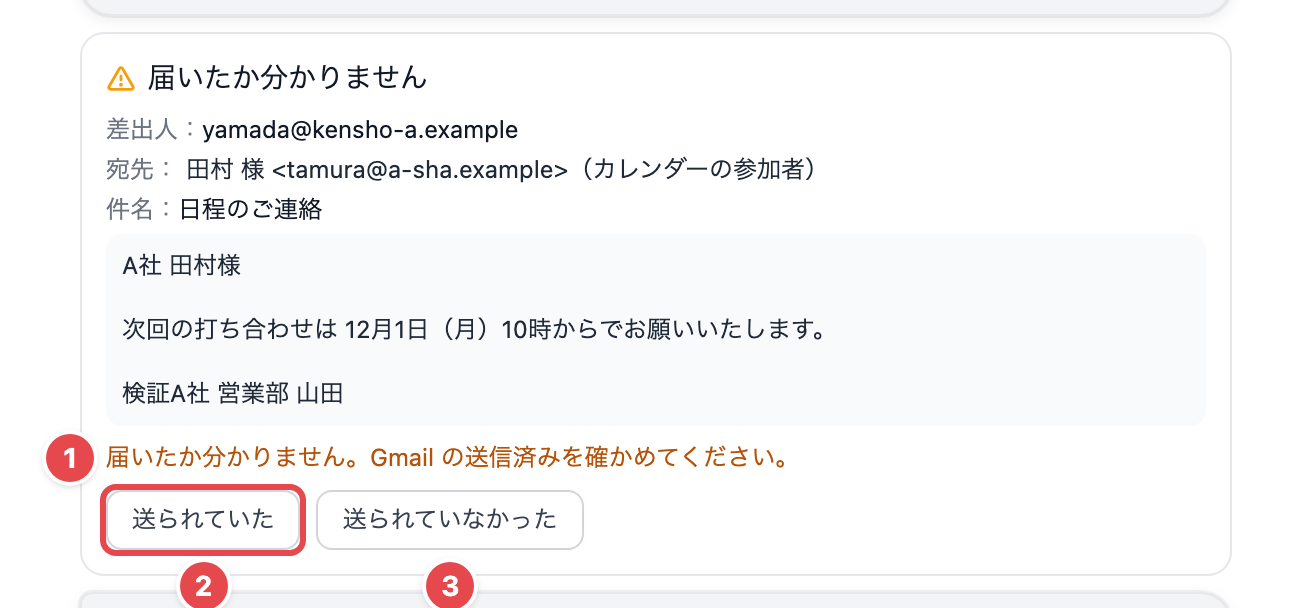 届いたか分かりません
差出人：yamada@kensho-a.example
宛先： 田村 様 <tamura@a-sha.example>（カレンダーの参加者）
件名：日程のご連絡
A社 田村様
次回の打ち合わせは 12月1日（月）10時からでお願いいたします。
検証A社 営業部 山田
1 届いたか分かりません。Gmail の送信済みを確かめてください。
送られていた 送られていなかった
2 3